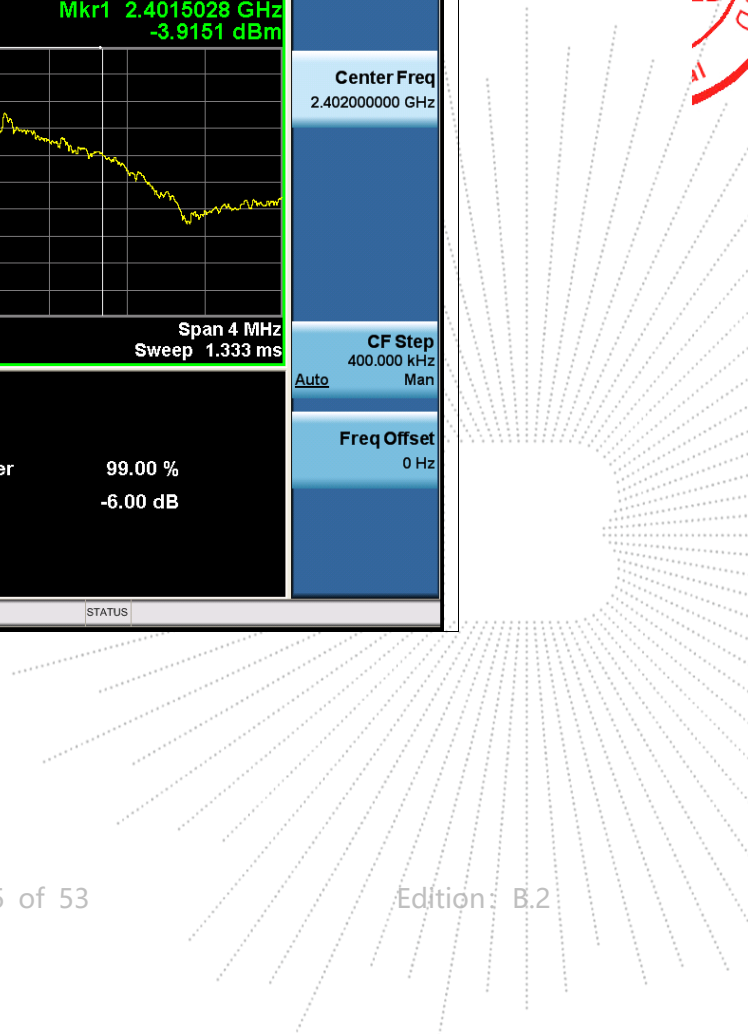 Mkr1 2.4015028 GHz
-3.9151 dBm
Center Freq
2.402000000 GHz
Span 4 MHz
Sweep 1.333 ms
CF Step
400.000 kHz
Auto Man
Freq Offset
0 Hz
99.00 %
-6.00 dB
STATUS
of 53 Edition: B.2